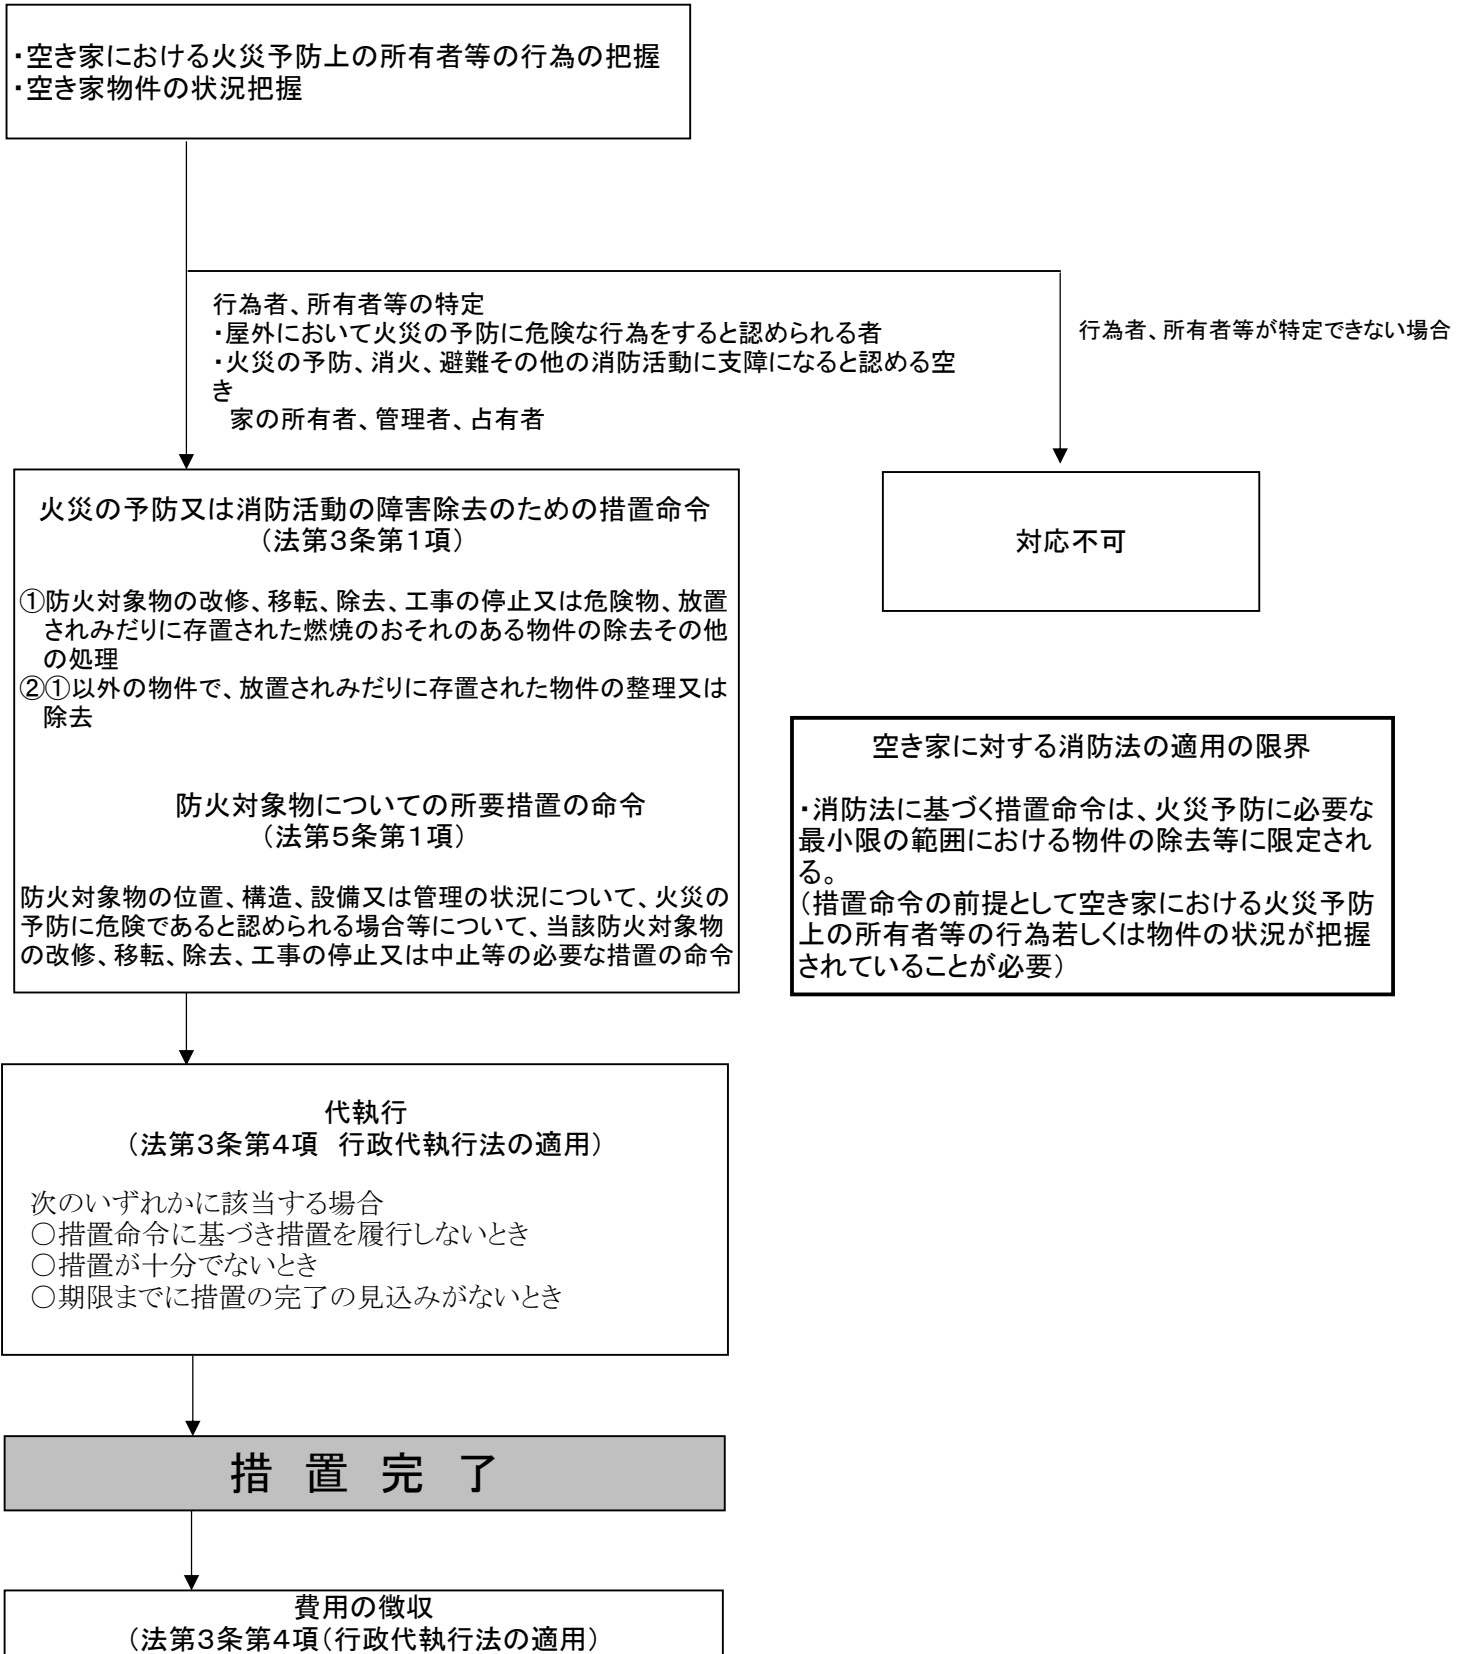 ・空き家における火災予防上の所有者等の行為の把握
・空き家物件の状況把握
行為者、所有者等の特定
・屋外において火災の予防に危険な行為をすると認められる者
・火災の予防、消火、避難その他の消防活動に支障になると認める空
き
家の所有者、管理者、占有者
行為者、所有者等が特定できない場合
火災の予防又は消防活動の障害除去のための措置命令
（法第３条第１項）
①防火対象物の改修、移転、除去、工事の停止又は危険物、放置
されみだりに存置された燃焼のおそれのある物件の除去その他
の処理
②①以外の物件で、放置されみだりに存置された物件の整理又は
除去
防火対象物についての所要措置の命令
（法第５条第１項）
防火対象物の位置、構造、設備又は管理の状況について、火災の
予防に危険であると認められる場合等について、当該防火対象物
の改修、移転、除去、工事の停止又は中止等の必要な措置の命令
対応不可
空き家に対する消防法の適用の限界
・消防法に基づく措置命令は、火災予防に必要な
最小限の範囲における物件の除去等に限定され
る。
（措置命令の前提として空き家における火災予防
上の所有者等の行為若しくは物件の状況が把握
されていることが必要）
代執行
（法第３条第４項　行政代執行法の適用）
次のいずれかに該当する場合
○措置命令に基づき措置を履行しないとき
○措置が十分でないとき
○期限までに措置の完了の見込みがないとき
措　置　完　了
費用の徴収
（法第３条第４項（行政代執行法の適用）